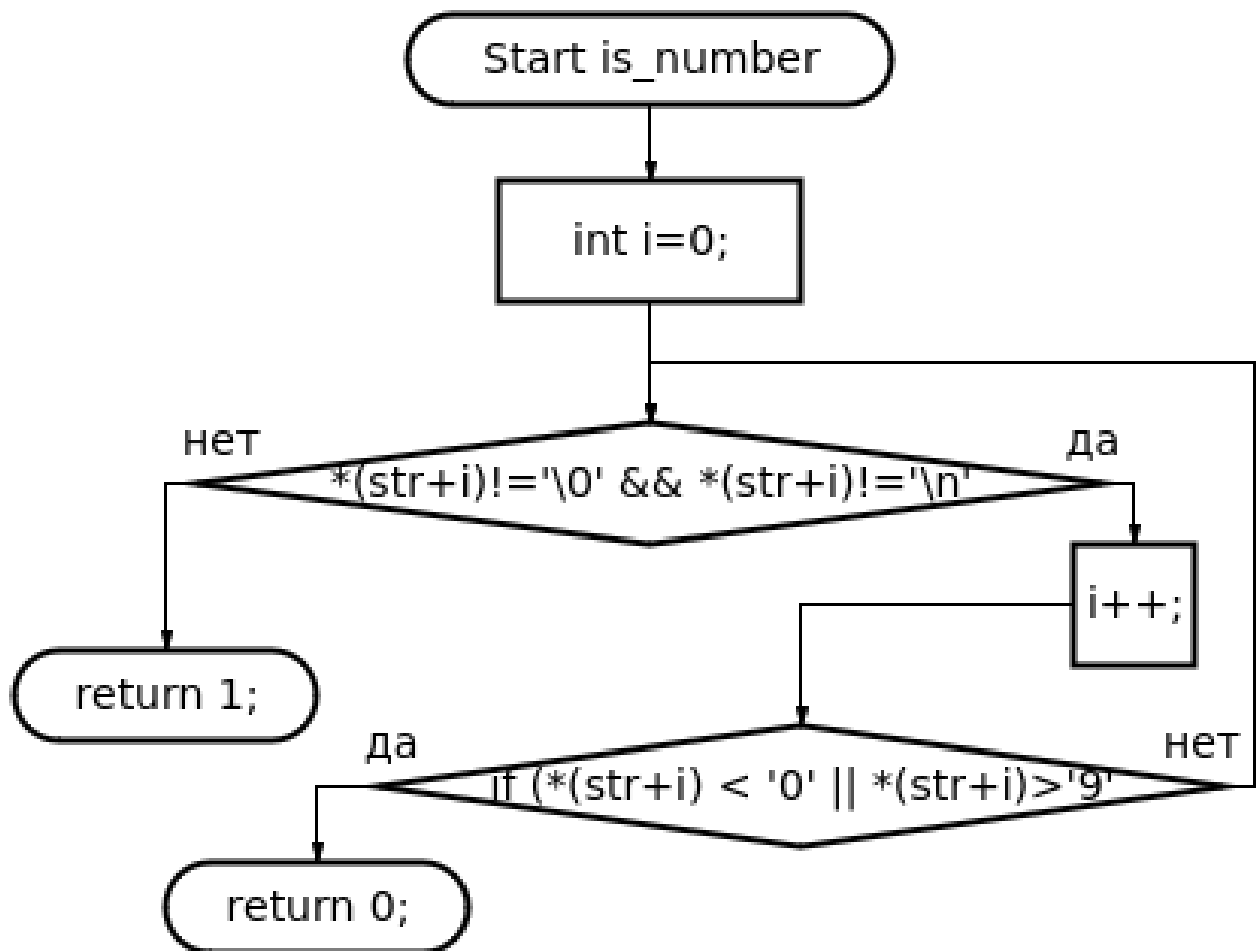 Start is_number
int i=0;
нет
да
*(str+i)!='\0' && *(str+i)!='\n'
i++;
return 1;
да
нет
if (*(str+i) < '0' || *(str+i)>'9'
return 0;